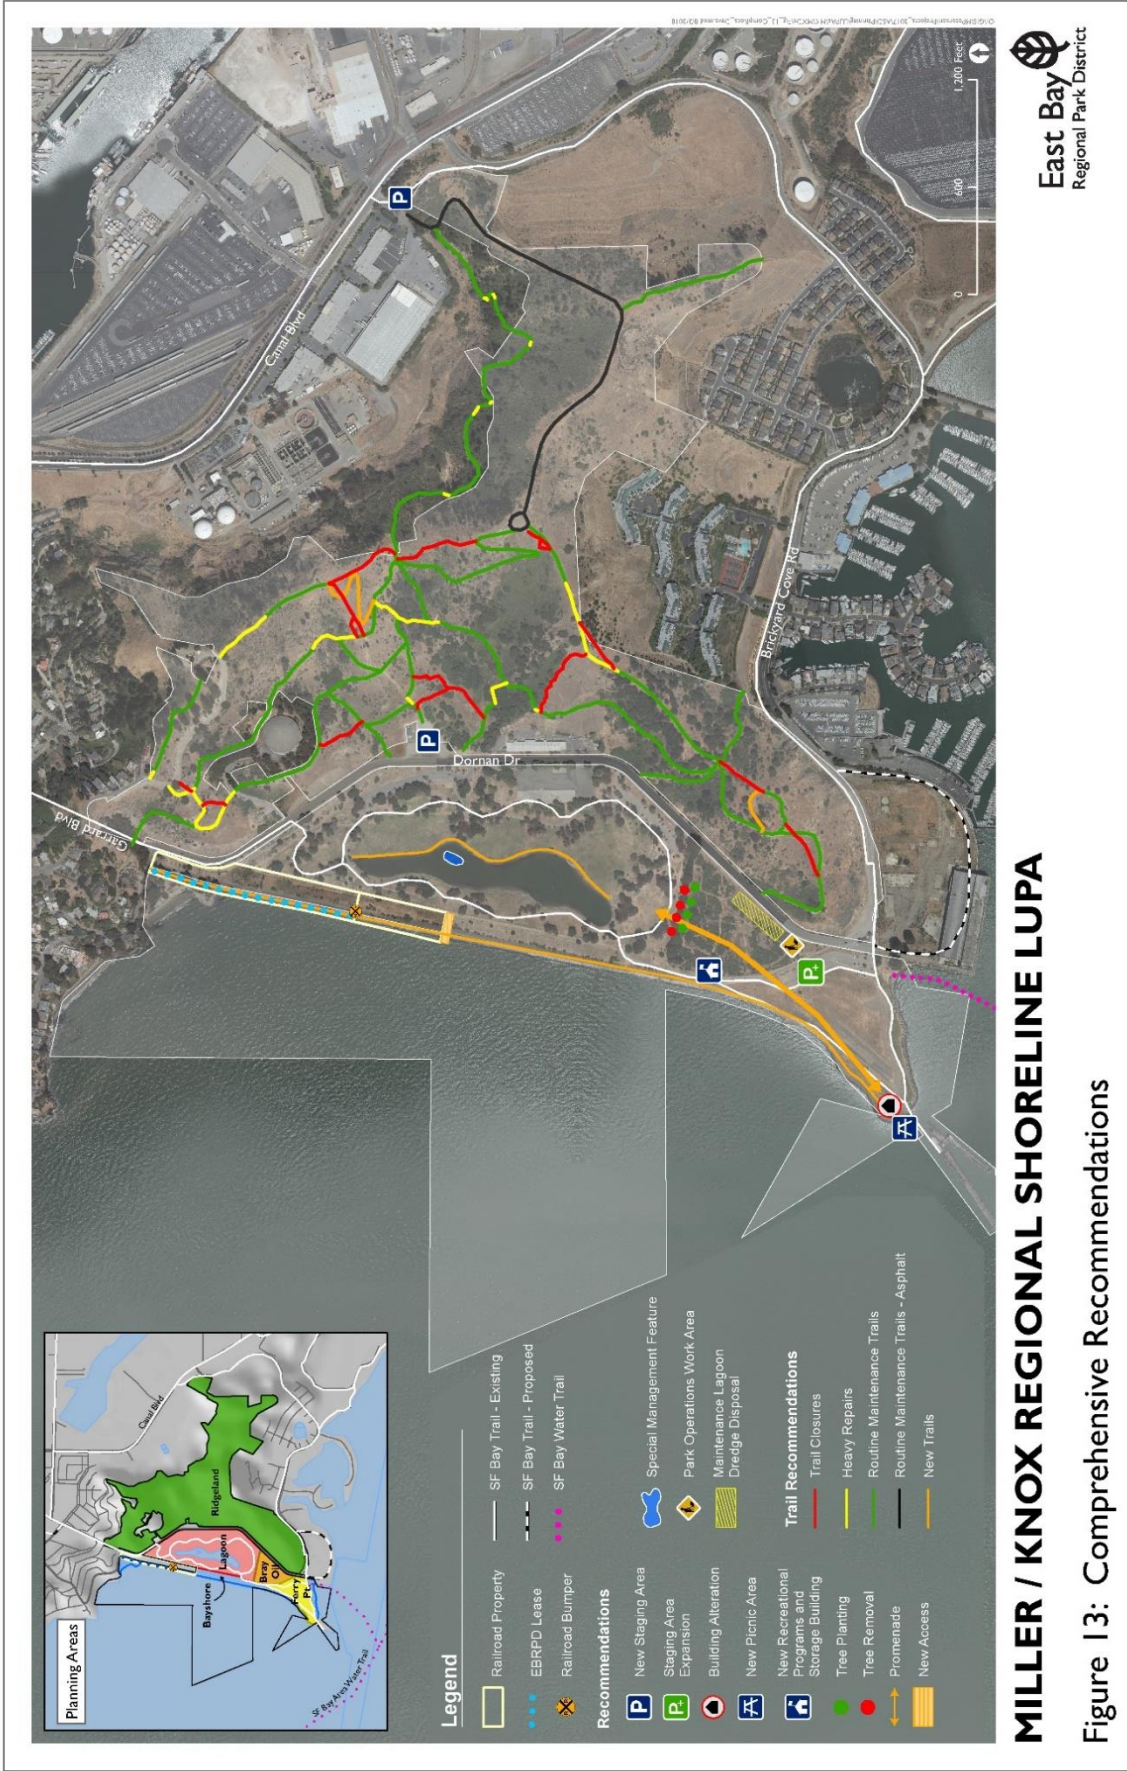 Planning Areas
Canal Blvd
Ridgeland
Lagoon
Bayshore
Bray
Oil
Ferry
Pt
SF Bay Area Water Trail
Legend
Railroad Property
EBRPD Lease
Railroad Bumper
SF Bay Trail - Existing
SF Bay Trail - Proposed
SF Bay Water Trail
Recommendations
New Staging Area
Staging Area
Expansion
Building Alteration
New Picnic Area
New Recreational
Programs and
Storage Building
Tree Planting
Tree Removal
Promenade
New Access
Special Management Feature
Park Operations Work Area
Maintenance Lagoon
Dredge Disposal
Trail Recommendations
Trail Closures
Heavy Repairs
Routine Maintenance Trails
Routine Maintenance Trails - Asphalt
New Trails
Garrard Blvd
Canal Blvd
Dornan Dr
Brickyard Cove Rd
P
P
P+
0 600 1,200 Feet
MILLER / KNOX REGIONAL SHORELINE LUPA
Figure 13: Comprehensive Recommendations
East Bay
Regional Park District